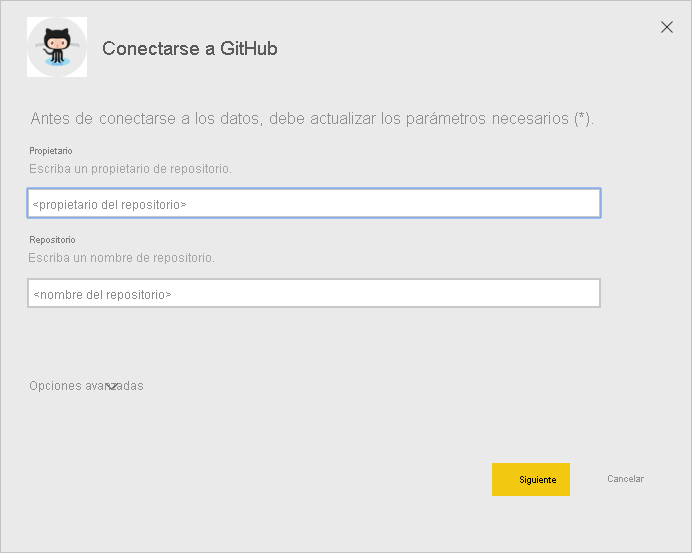 Conectarse a GitHub
Antes de conectarse a los datos, debe actualizar los parámetros necesarios (*).
Propietario
Escriba un propietario de repositorio.
<propietario del repositorio>
Repositorio
Escriba un nombre de repositorio.
<nombre del repositorio>
Opciones avanzadas
Siguiente
Cancelar